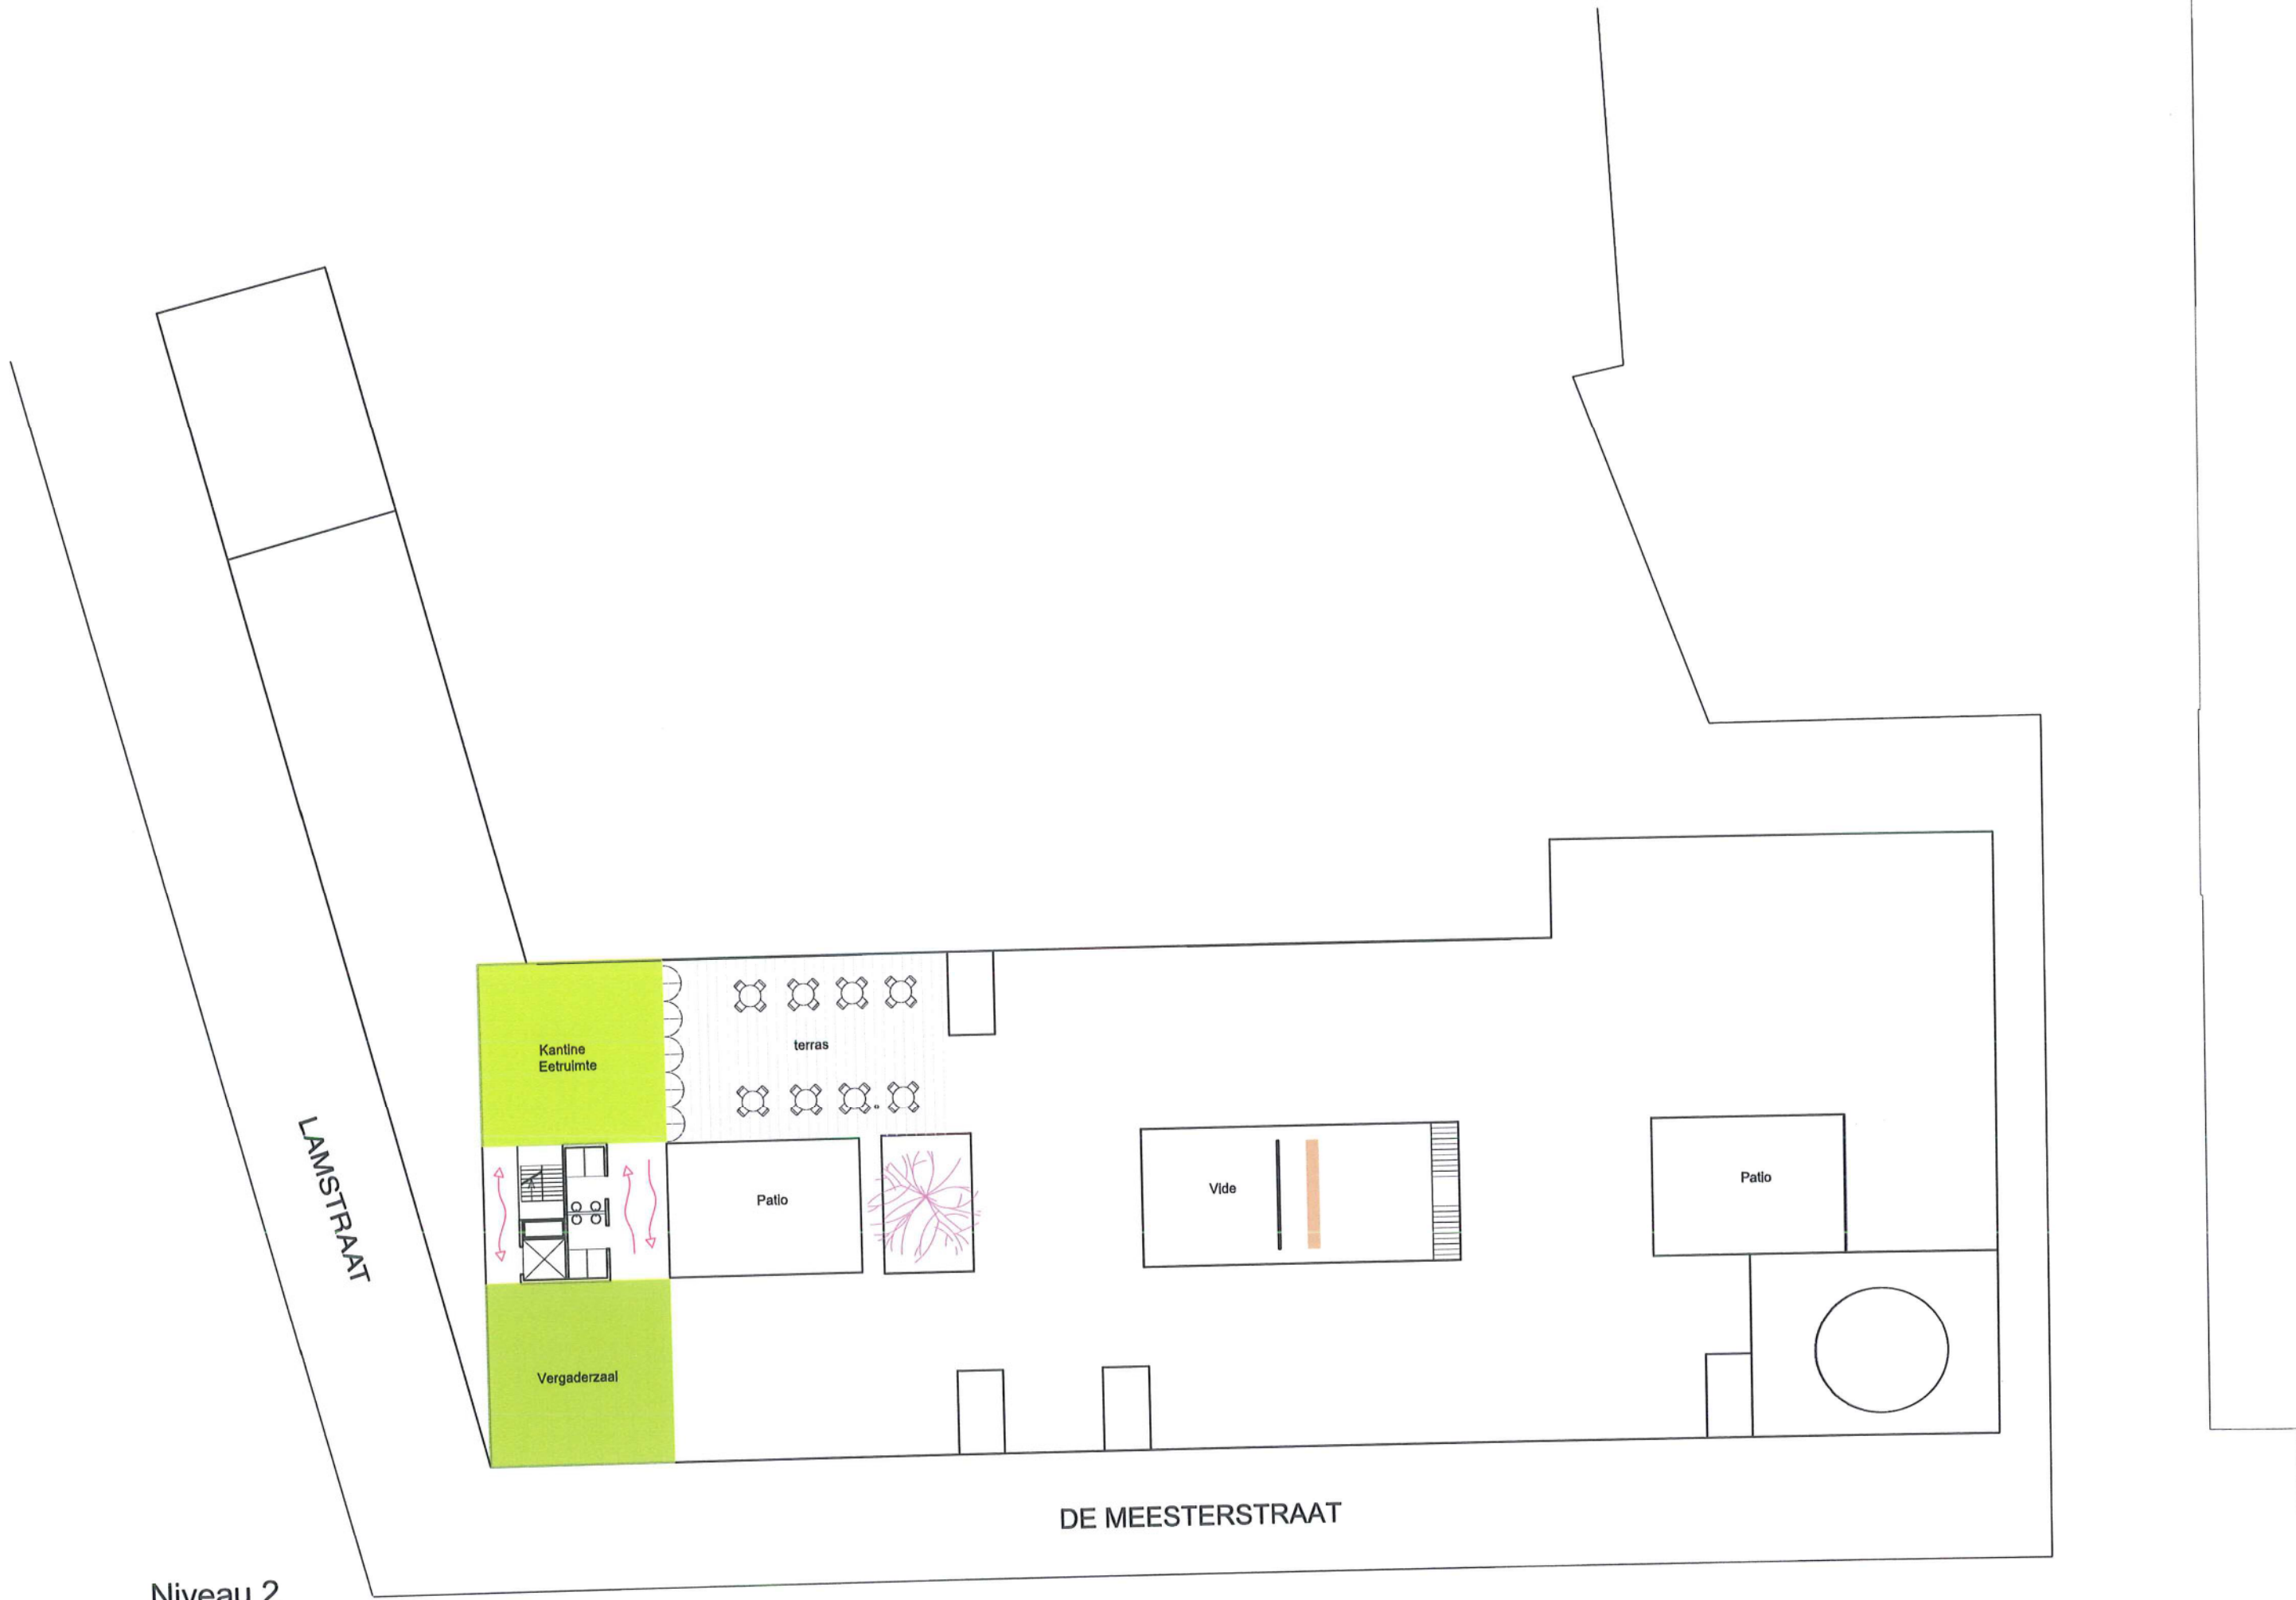 Kantine
Eetruimte
terras
Patio
Vide
Patio
LAMSTRAAT
Vergaderzaal
DE MEESTERSTRAAT
Niveau 2